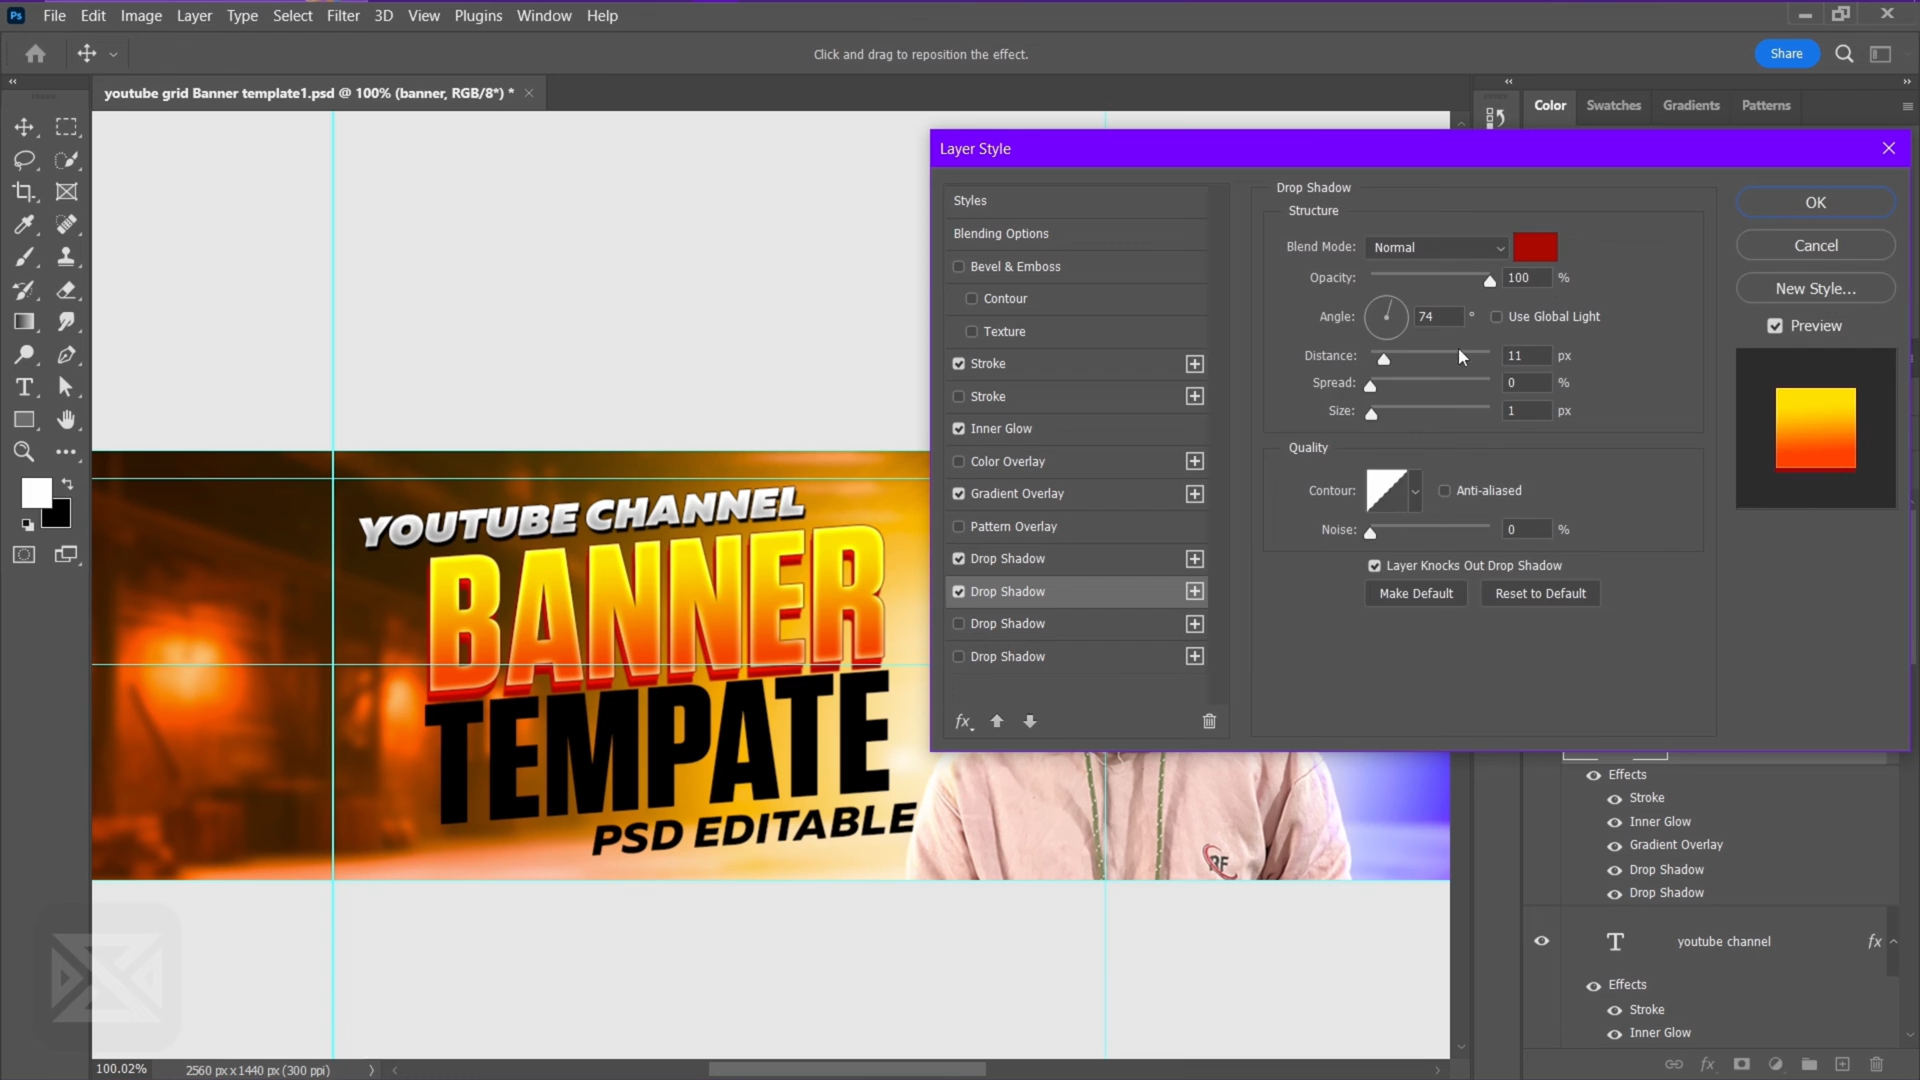 Ps File Edit Image Layer Type Select Filter 3D View Plugins Window Help
Click and drag to reposition the effect.
Share
youtube grid Banner template1.psd @ 100% (banner, RGB/8*) *
Color Swatches Gradients Patterns
Layer Style
Styles
Blending Options
Bevel & Emboss
Contour
Texture
Stroke
Stroke
Inner Glow
Color Overlay
Gradient Overlay
Pattern Overlay
Drop Shadow
Drop Shadow
Drop Shadow
Drop Shadow
fx
Drop Shadow
Structure
Blend Mode: Normal
Opacity: 100 %
Angle: 74 ° Use Global Light
Distance: 11 px
Spread: 0 %
Size: 1 px
Quality
Contour: Anti-aliased
Noise: 0 %
Layer Knocks Out Drop Shadow
Make Default Reset to Default
OK
Cancel
New Style...
Preview
YOUTUBE CHANNEL
BANNER
TEMPATE
PSD EDITABLE
RF
Effects
Stroke
Inner Glow
Gradient Overlay
Drop Shadow
Drop Shadow
T youtube channel fx
Effects
Stroke
Inner Glow
fx
100.02% 2560 px x 1440 px (300 ppi)